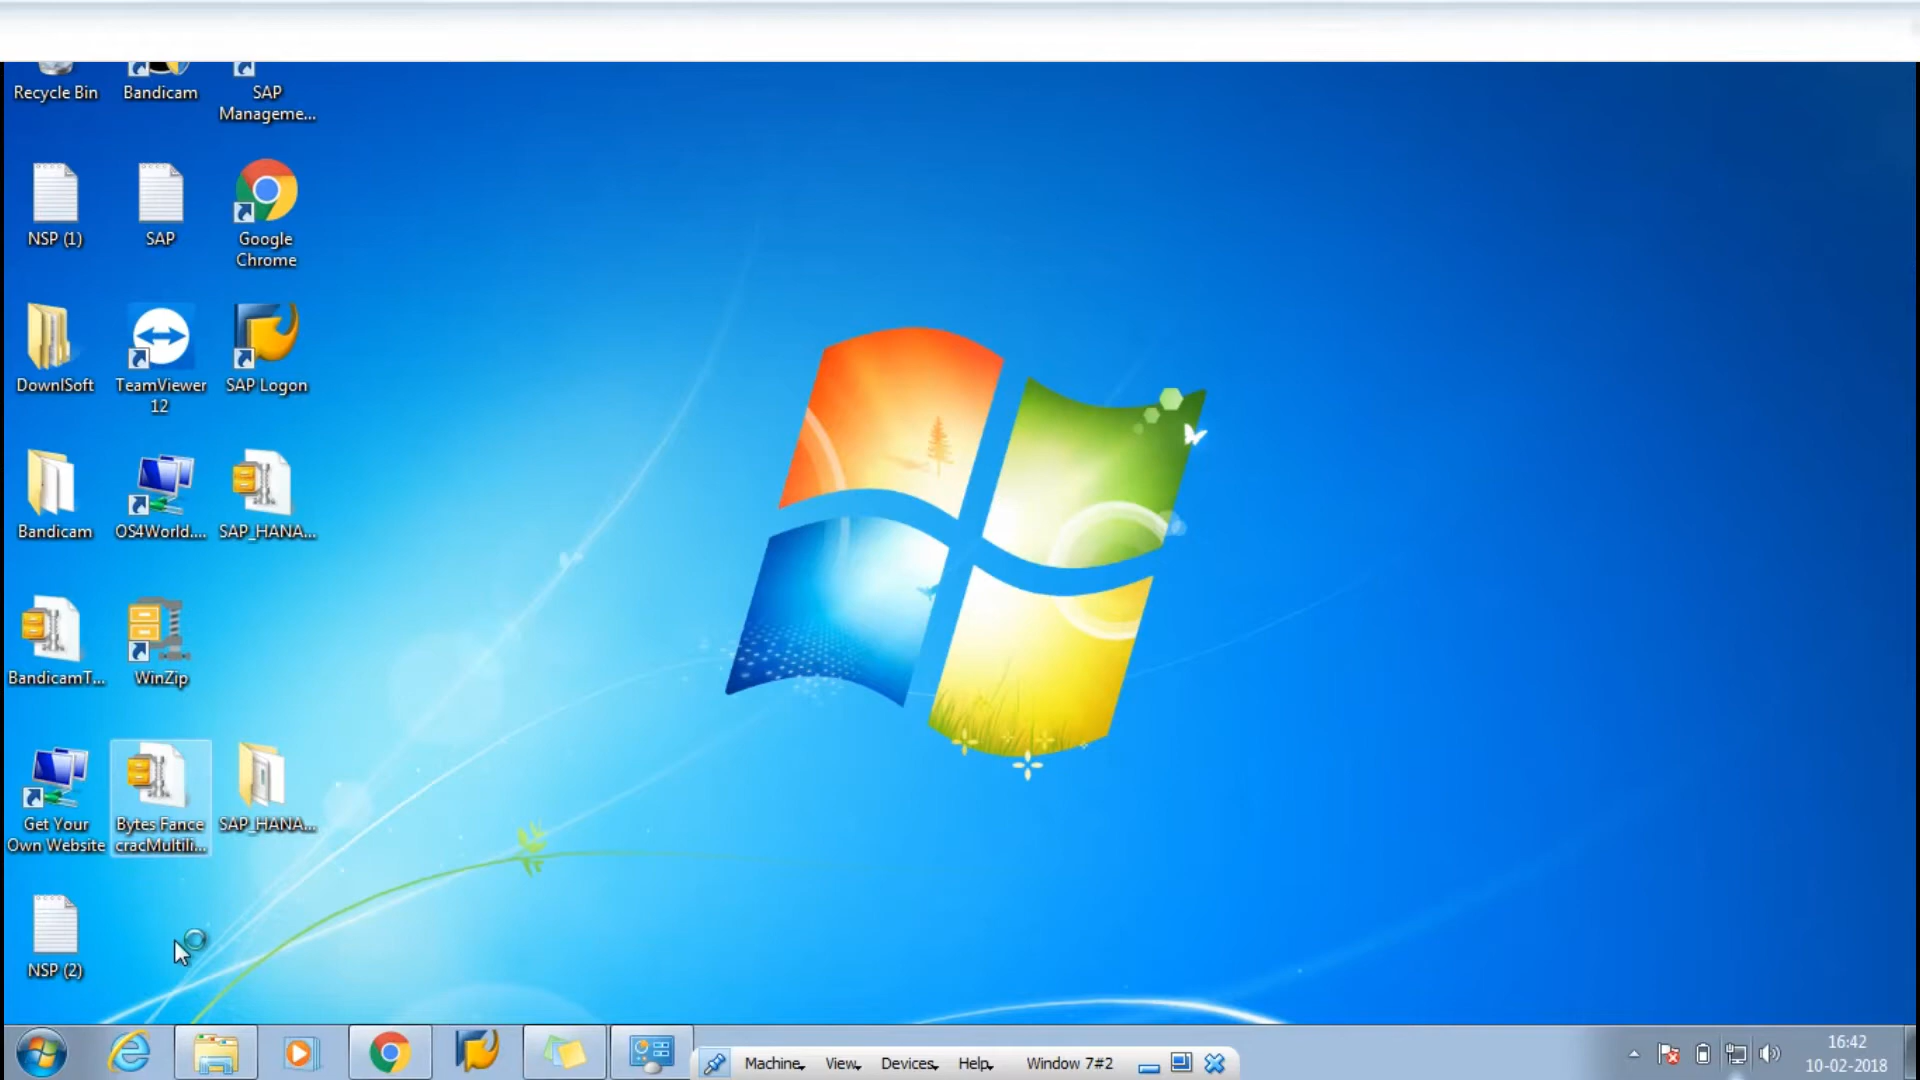 Recycle Bin
Bandicam
SAP
Manageme...
NSP (1)
SAP
Google
Chrome
DownlSoft
TeamViewer
12
SAP Logon
Bandicam
OS4World....
SAP_HANA...
BandicamT...
WinZip
Get Your
Own Website
Bytes Fance
cracMultili...
SAP_HANA...
NSP (2)
Machine
View
Devices
Help
Window 7#2
16:42
10-02-2018